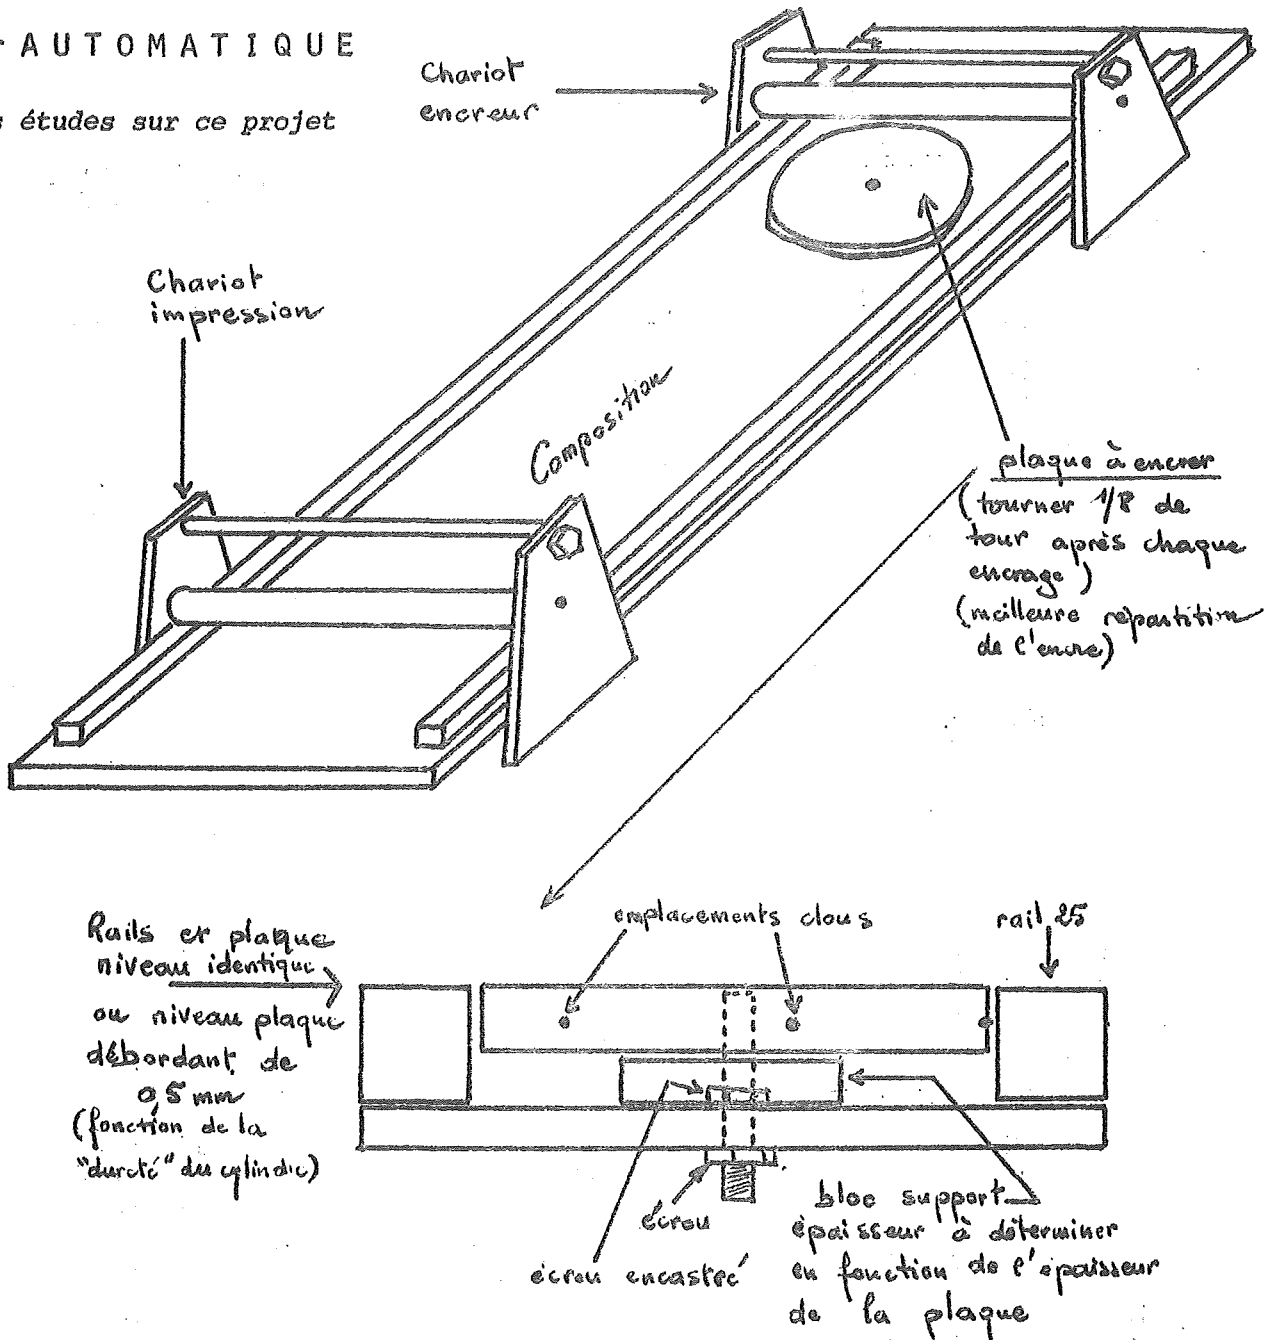 AUTOMATIQUE
études sur ce projet
Chariot
encreur
Chariot
impression
Composition
plaque à encrer
(tourner 1/8 de
tour après chaque
encrage)
(meilleure répartition
de l'encre)
Rails et plaque
niveau identique
ou niveau plaque
débordant de
0,5 mm
(fonction de la
"dureté" du cylindre)
emplacements clous
rail 25
écrou
écrou encastré
bloc support
épaisseur à déterminer
en fonction de l'épaisseur
de la plaque